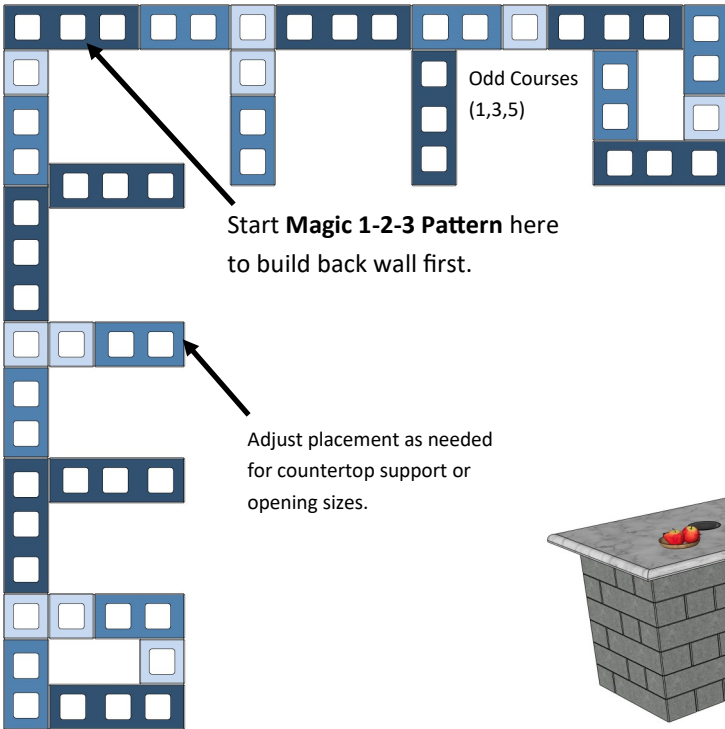 Odd Courses
(1,3,5)
Start Magic 1-2-3 Pattern here
to build back wall first.
Adjust placement as needed
for countertop support or
opening sizes.